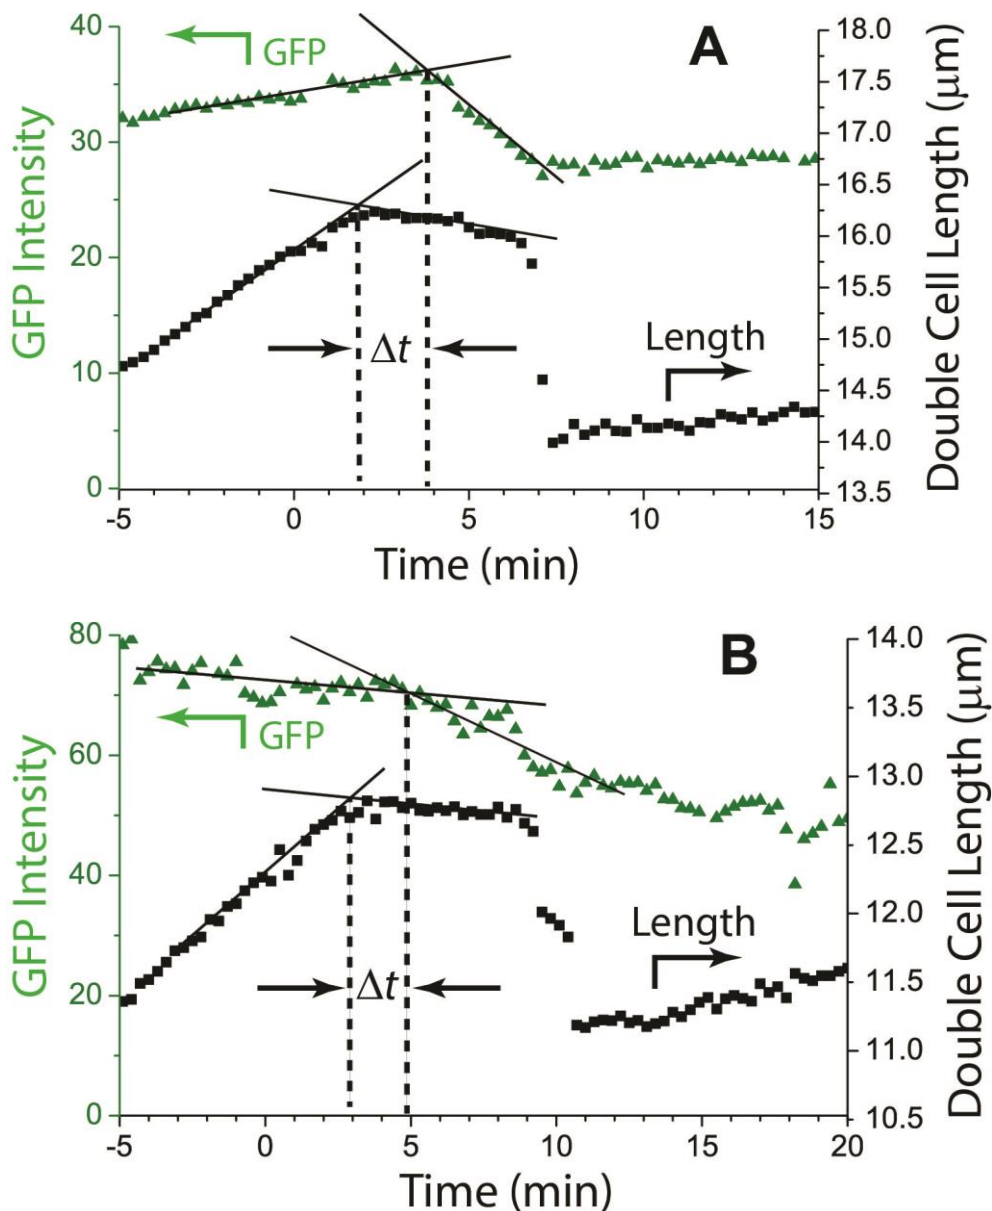 A
GFP
GFP Intensity
40
30
20
10
0
Double Cell Length (μm)
18.0
17.5
17.0
16.5
16.0
15.5
15.0
14.5
14.0
13.5
Δt
Length
-5
0
5
10
15
Time (min)
B
GFP
GFP Intensity
80
60
40
20
0
Double Cell Length (μm)
14.0
13.5
13.0
12.5
12.0
11.5
11.0
10.5
Δt
Length
-5
0
5
10
15
20
Time (min)